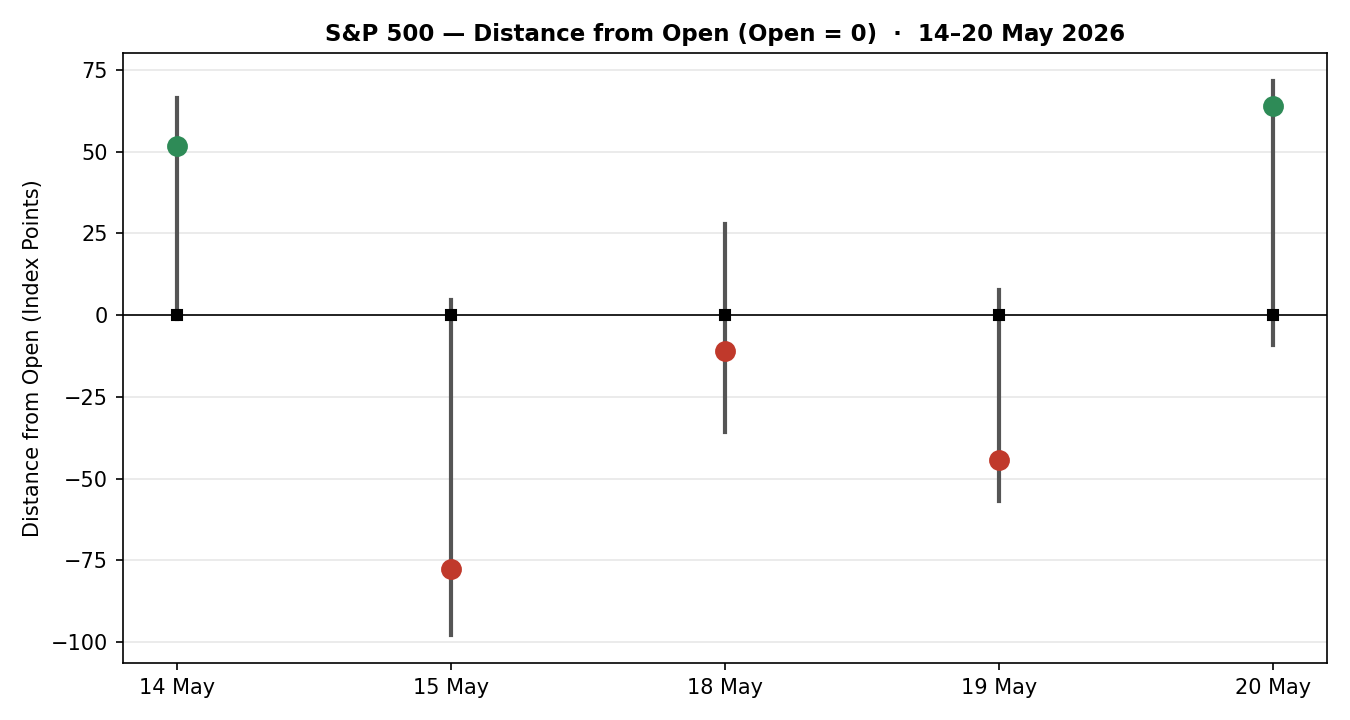 S&P 500 — Distance from Open (Open = 0)  ·  14–20 May 2026
Distance from Open (Index Points)
75
50
25
0
−25
−50
−75
−100
14 May
15 May
18 May
19 May
20 May